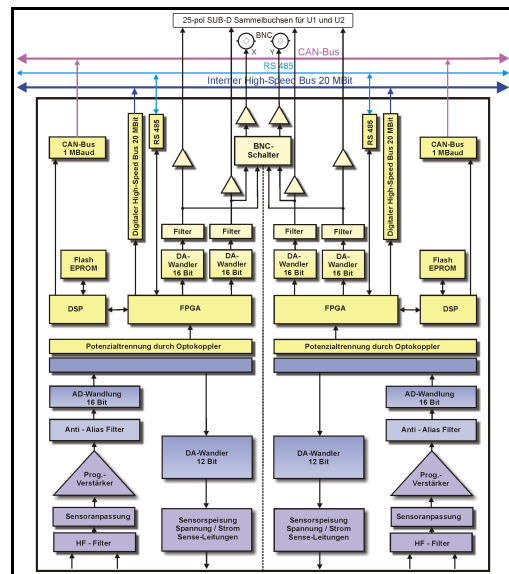 25-pol SUB-D Sammelbuchsen für U1 und U2
BNC
X
Y
CAN-Bus
RS 485
Interner High-Speed Bus 20 MBit
CAN-Bus
1 MBaud
Digitaler High-Speed Bus 20 MBit
RS 485
BNC-
Schalter
RS 485
Digitaler High-Speed Bus 20 MBit
CAN-Bus
1 MBaud
Filter
Filter
Filter
Filter
DA-
Wandler
16 Bit
DA-
Wandler
16 Bit
DA-
Wandler
16 Bit
DA-
Wandler
16 Bit
Flash
EPROM
Flash
EPROM
DSP
FPGA
FPGA
DSP
Potenzialtrennung durch Optokoppler
Potenzialtrennung durch Optokoppler
AD-Wandlung
16 Bit
AD-Wandlung
16 Bit
Anti - Alias Filter
Anti - Alias Filter
DA-Wandler
12 Bit
DA-Wandler
12 Bit
Prog.-
Verstärker
Prog.-
Verstärker
Sensoranpassung
Sensoranpassung
Sensorspeisung
Spannung / Strom
Sense-Leitungen
Sensorspeisung
Spannung / Strom
Sense-Leitungen
HF - Filter
HF - Filter